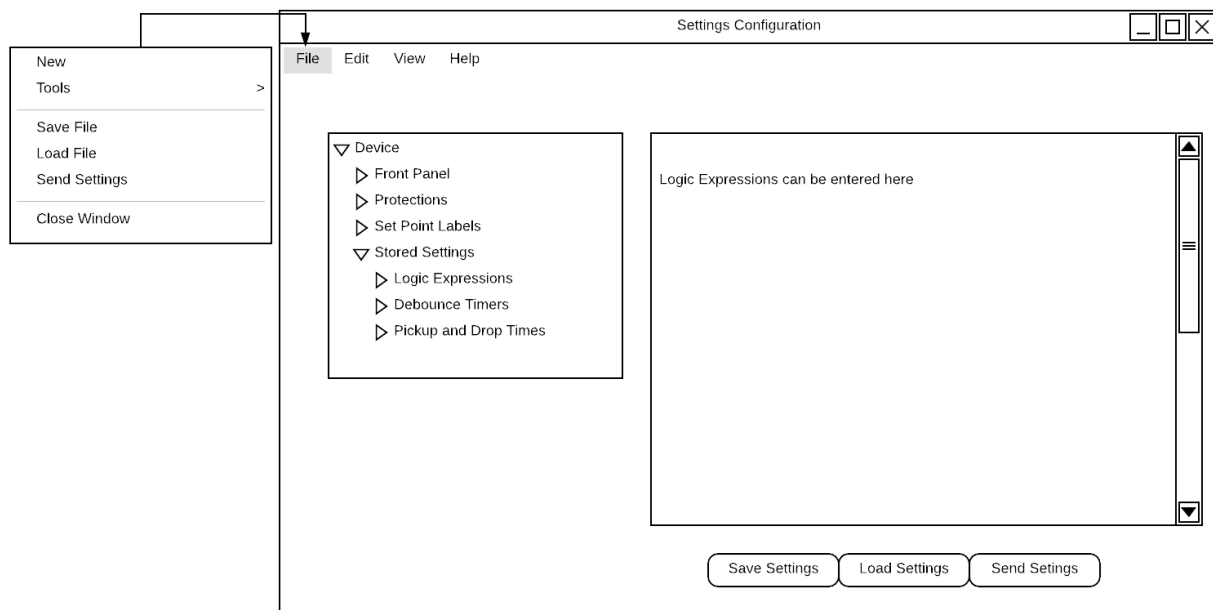 Settings Configuration
File Edit View Help
New
Tools >
Save File
Load File
Send Settings
Close Window
Device
Front Panel
Protections
Set Point Labels
Stored Settings
Logic Expressions
Debounce Timers
Pickup and Drop Times
Logic Expressions can be entered here
Save Settings Load Settings Send Setings